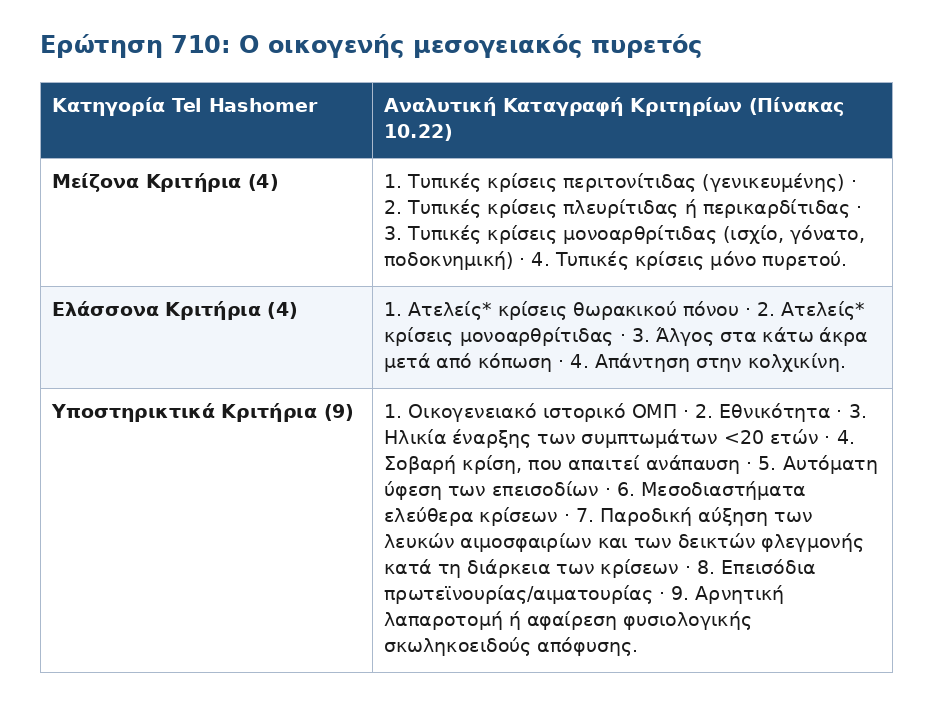 Ερώτηση 710: Ο οικογενής μεσογειακός πυρετός
Κατηγορία Tel Hashomer
Αναλυτική Καταγραφή Κριτηρίων (Πίνακας
10.22)
Μείζονα Κριτήρια (4)
1. Τυπικές κρίσεις περιτονίτιδας (γενικευμένης) ·
2. Τυπικές κρίσεις πλευρίτιδας ή περικαρδίτιδας ·
3. Τυπικές κρίσεις μονοαρθρίτιδας (ισχίο, γόνατο,
ποδοκνημική) · 4. Τυπικές κρίσεις μόνο πυρετού.
Ελάσσονα Κριτήρια (4)
1. Ατελείς* κρίσεις θωρακικού πόνου · 2. Ατελείς*
κρίσεις μονοαρθρίτιδας · 3. Άλγος στα κάτω άκρα
μετά από κόπωση · 4. Απάντηση στην κολχικίνη.
Υποστηρικτικά Κριτήρια (9)
1. Οικογενειακό ιστορικό ΟΜΠ · 2. Εθνικότητα · 3.
Ηλικία έναρξης των συμπτωμάτων <20 ετών · 4.
Σοβαρή κρίση, που απαιτεί ανάπαυση · 5. Αυτόματη
ύφεση των επεισοδίων · 6. Μεσοδιαστήματα
ελεύθερα κρίσεων · 7. Παροδική αύξηση των
λευκών αιμοσφαιρίων και των δεικτών φλεγμονής
κατά τη διάρκεια των κρίσεων · 8. Επεισόδια
πρωτεϊνουρίας/αιματουρίας · 9. Αρνητική
λαπαροτομή ή αφαίρεση φυσιολογικής
σκωληκοειδούς απόφυσης.